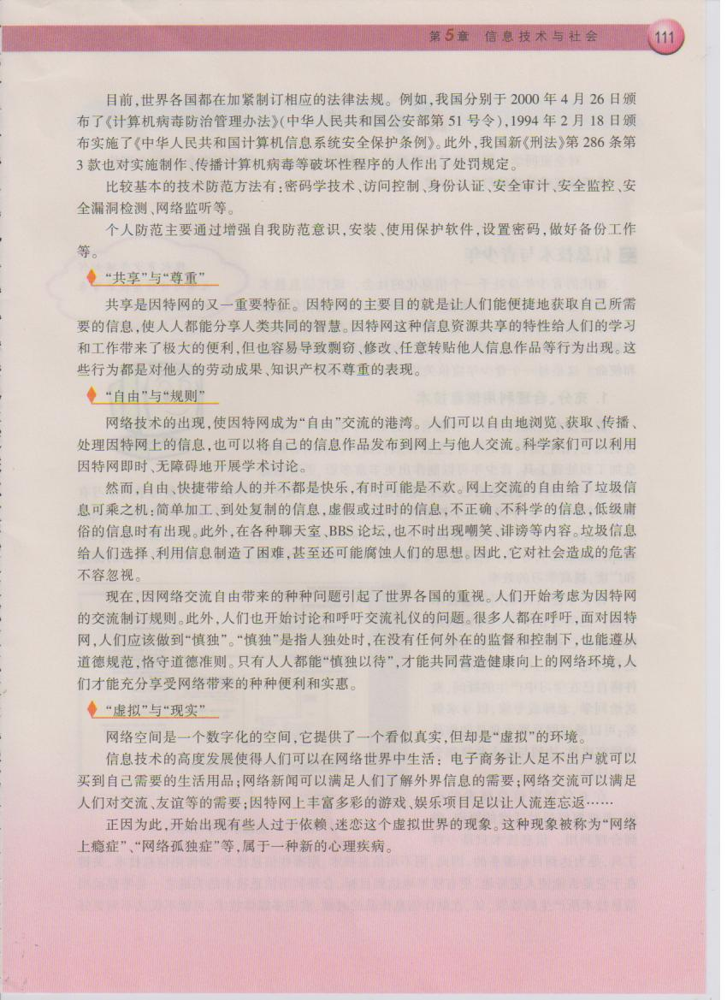 第5章 信息技术与社会 111
目前,世界各国都在加紧制订相应的法律法规。例如,我国分别于 2000 年 4 月 26 日颁
布了《计算机病毒防治管理办法》(中华人民共和国公安部第 51 号令),1994 年 2 月 18 日颁
布实施了《中华人民共和国计算机信息系统安全保护条例》。此外,我国新《刑法》第 286 条第
3 款也对实施制作、传播计算机病毒等破坏性程序的人作出了处罚规定。
比较基本的技术防范方法有:密码学技术、访问控制、身份认证、安全审计、安全监控、安
全漏洞检测、网络监听等。
个人防范主要通过增强自我防范意识,安装、使用保护软件,设置密码,做好备份工作
等。
“共享”与“尊重”
共享是因特网的又一重要特征。因特网的主要目的就是让人们能便捷地获取自己所需
要的信息,使人人都能分享人类共同的智慧。因特网这种信息资源共享的特性给人们的学习
和工作带来了极大的便利,但也容易导致剽窃、修改、任意转贴他人信息作品等行为出现。这
些行为都是对他人的劳动成果、知识产权不尊重的表现。
“自由”与“规则”
网络技术的出现,使因特网成为“自由”交流的港湾。人们可以自由地浏览、获取、传播、
处理因特网上的信息,也可以将自己的信息作品发布到网上与他人交流。科学家们可以利用
因特网即时、无障碍地开展学术讨论。
然而,自由、快捷带给人的并不都是快乐,有时可能是不欢。网上交流的自由给了垃圾信
息可乘之机:简单加工、到处复制的信息,虚假或过时的信息,不正确、不科学的信息,低级庸
俗的信息时有出现。此外,在各种聊天室、BBS 论坛,也不时出现嘲笑、诽谤等内容。垃圾信息
给人们选择、利用信息制造了困难,甚至还可能腐蚀人们的思想。因此,它对社会造成的危害
不容忽视。
现在,因网络交流自由带来的种种问题引起了世界各国的重视。人们开始考虑为因特网
的交流制订规则。此外,人们也开始讨论和呼吁交流礼仪的问题。很多人都在呼吁,面对因特
网,人们应该做到“慎独”。“慎独”是指人独处时,在没有任何外在的监督和控制下,也能遵从
道德规范,恪守道德准则。只有人人都能“慎独以待”,才能共同营造健康向上的网络环境,人
们才能充分享受网络带来的种种便利和实惠。
“虚拟”与“现实”
网络空间是一个数字化的空间,它提供了一个看似真实,但却是“虚拟”的环境。
信息技术的高度发展使得人们可以在网络世界中生活:电子商务让人足不出户就可以
买到自己需要的生活用品;网络新闻可以满足人们了解外界信息的需要;网络交流可以满足
人们对交流、友谊等的需要;因特网上丰富多彩的游戏、娱乐项目足以让人流连忘返……
正因为此,开始出现有些人过于依赖、迷恋这个虚拟世界的现象。这种现象被称为“网络
上瘾症”、“网络孤独症”等,属于一种新的心理疾病。